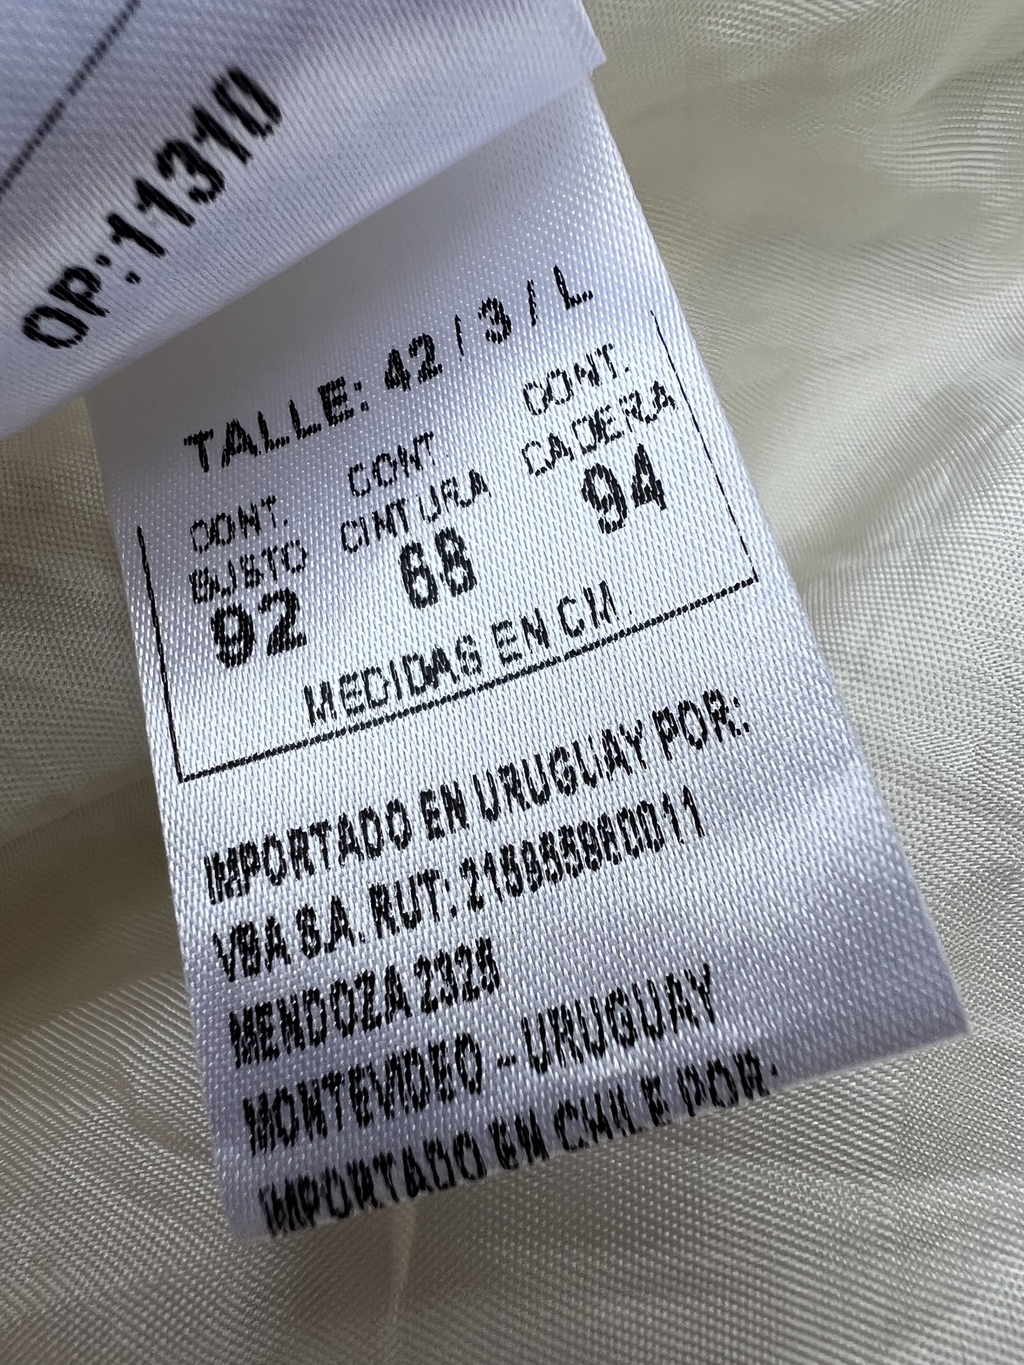 OP:11310
TALLE: 42 / 3 / L
CONT. BUSTO CONT. CINTURA CONT. CADERA
92 68 94
MEDIDAS EN CM.
IMPORTADO EN URUGUAY POR:
VBA S.A. RUT:
MENDOZA 2325
MONTEVIDEO - URUGUAY
IMPORTADO EN CHILE POR: